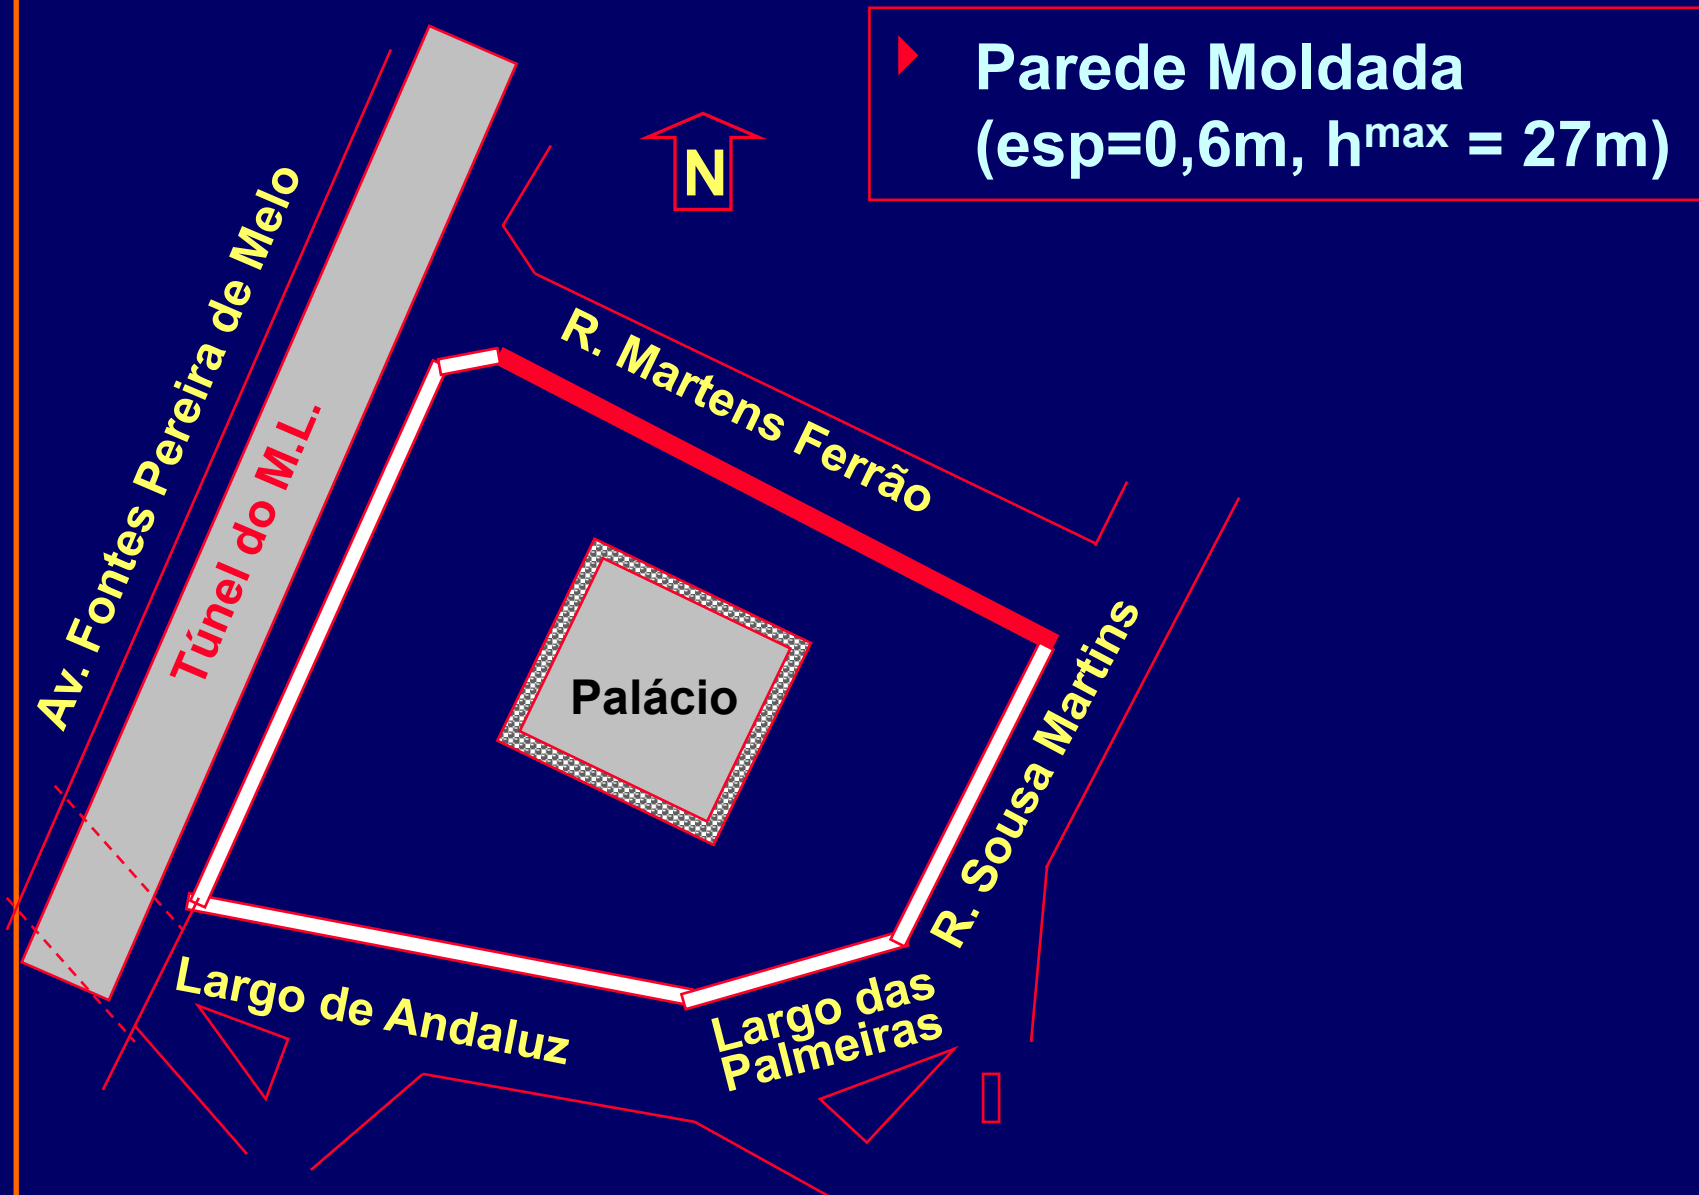 Parede Moldada
(esp=0,6m, hmax = 27m)
N
Av. Fontes Pereira de Melo
Túnel do M.L.
R. Martens Ferrão
Palácio
R. Sousa Martins
Largo de Andaluz
Largo das
Palmeiras